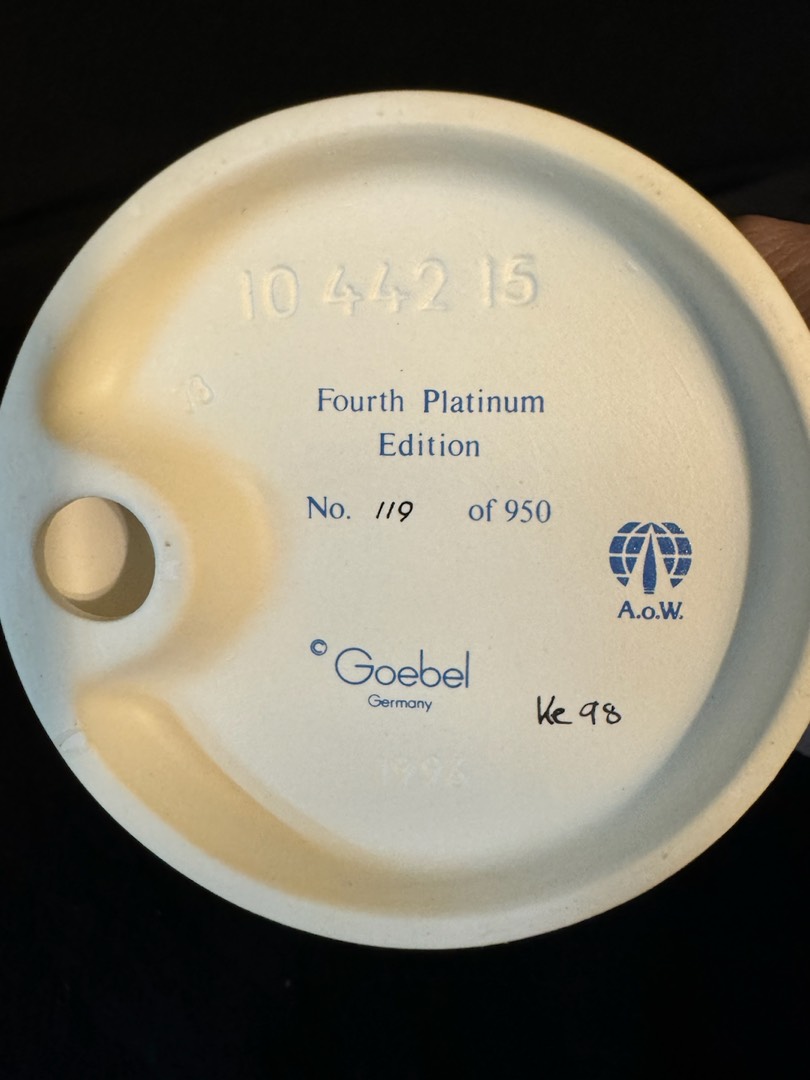 10 442 15
Fourth Platinum
Edition
No. 119 of 950
A.o.W.
© Goebel
Germany
Ke 98